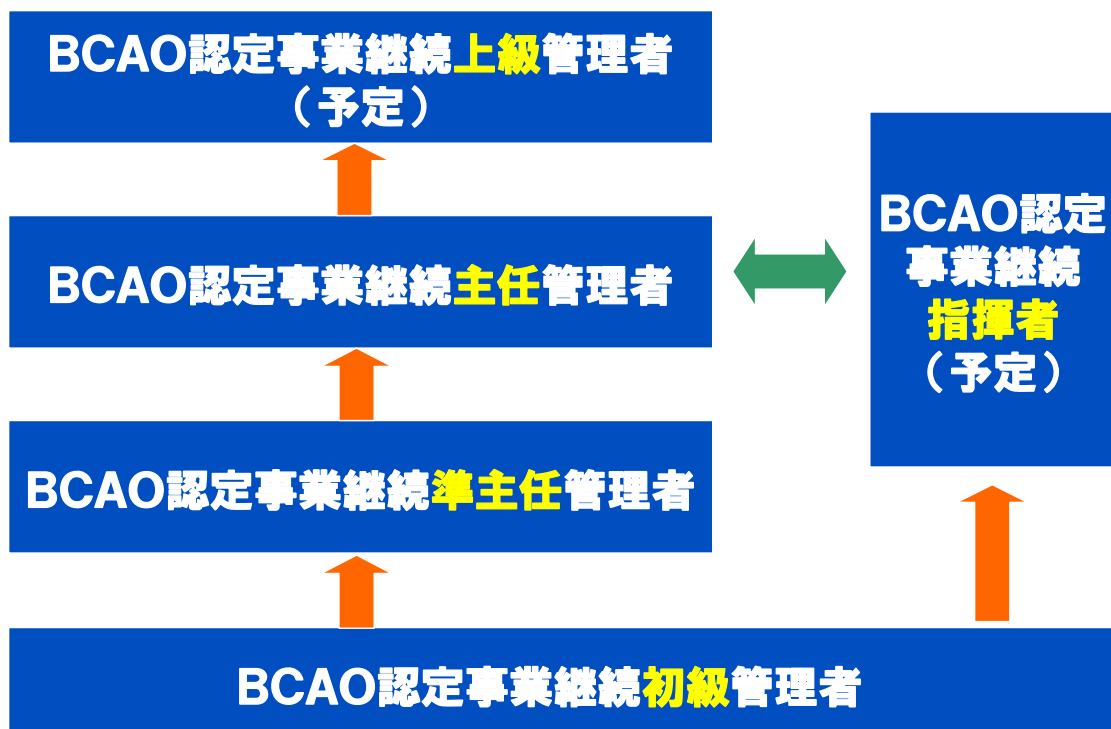 BCAO認定事業継続上級管理者
（予定）
BCAO認定事業継続主任管理者
BCAO認定事業継続準主任管理者
BCAO認定
事業継続
指揮者
（予定）
BCAO認定事業継続初級管理者